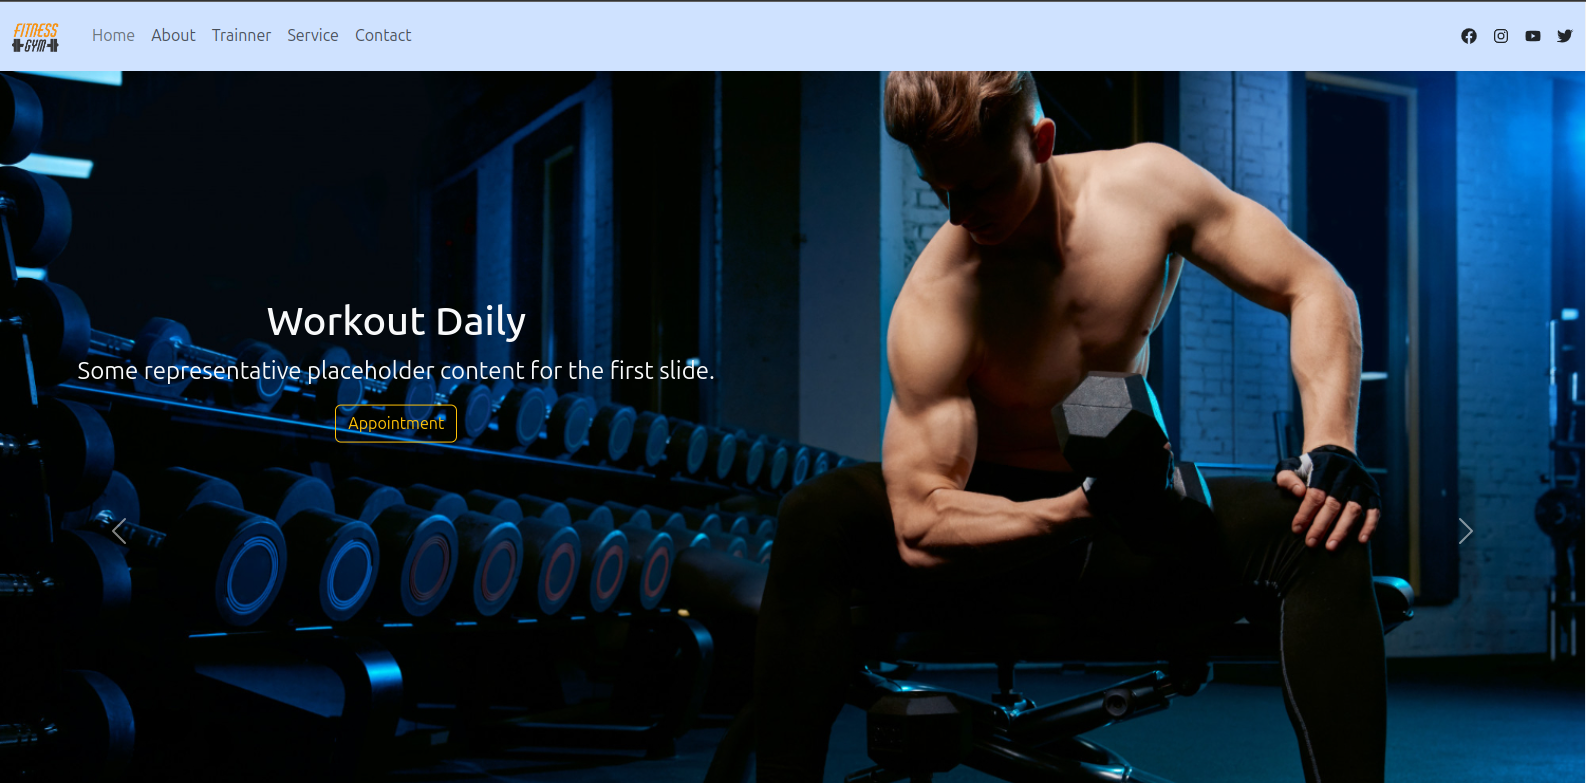 FITNESS
GYM
Home About Trainner Service Contact
Workout Daily
Some representative placeholder content for the first slide.
Appointment